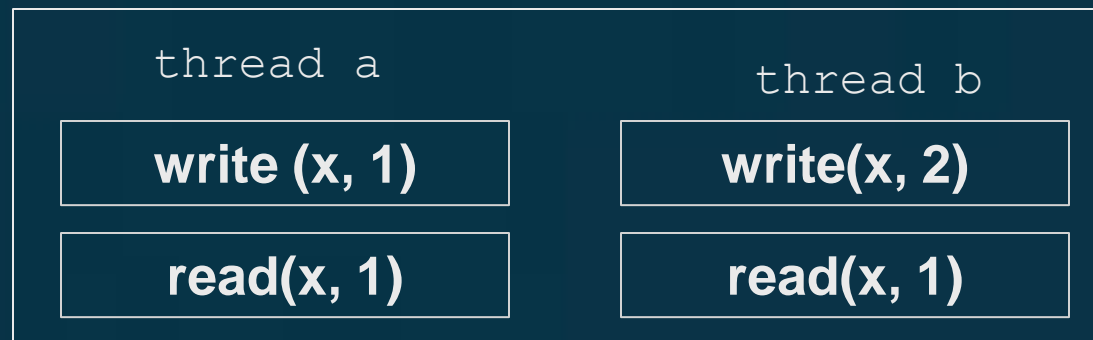 thread a
thread b
write (x, 1)
write(x, 2)
read(x, 1)
read(x, 1)